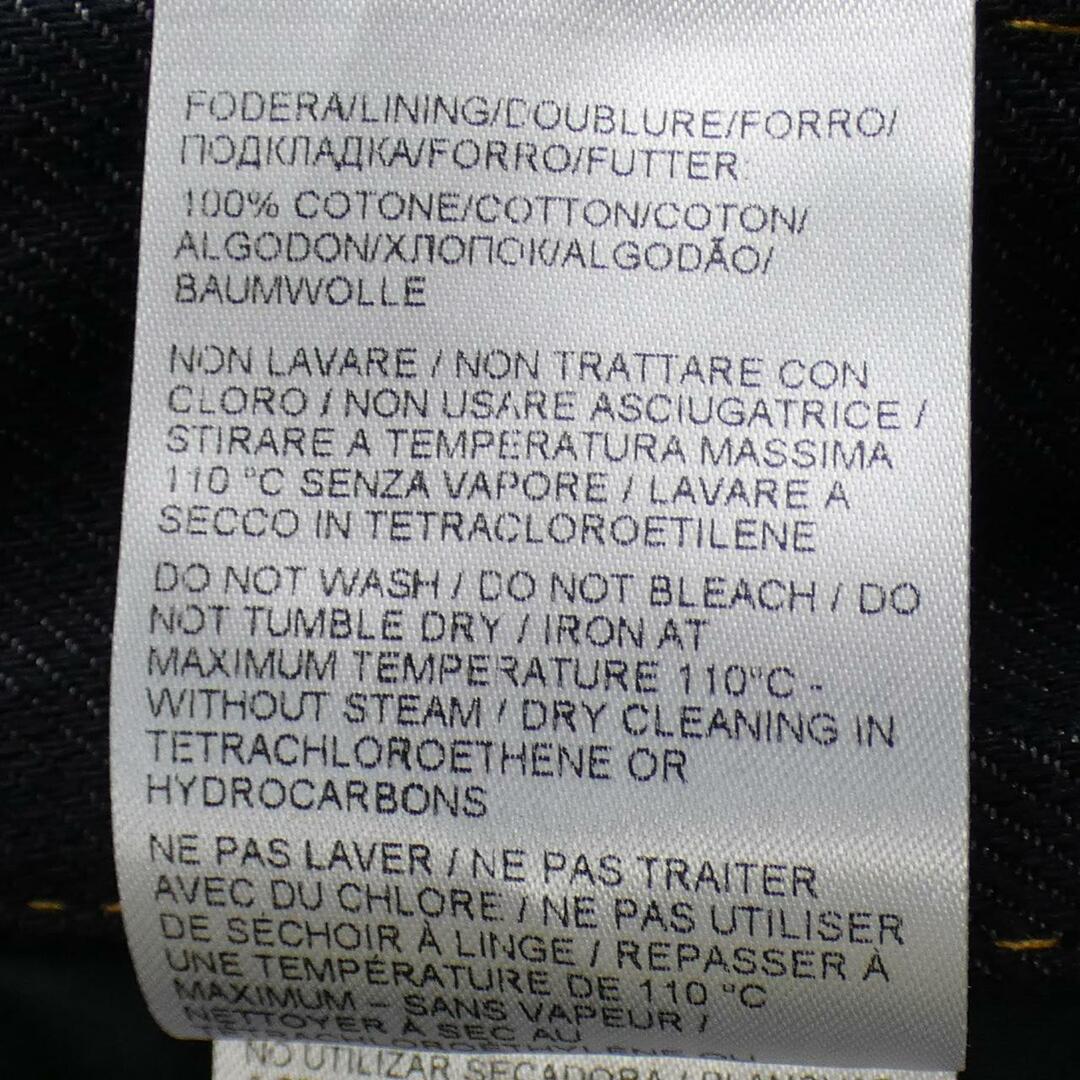 FODERA/LINING/DOUBLURE/FORRO/
ПОДКЛАДКА/FORRO/FUTTER:
100% COTONE/COTTON/COTON/
ALGODON/ХЛОПОК/ALGODÃO/
BAUMWOLLE
NON LAVARE / NON TRATTARE CON
CLORO / NON USARE ASCIUGATRICE /
STIRARE A TEMPERATURA MASSIMA
110 °C SENZA VAPORE / LAVARE A
SECCO IN TETRACLOROETILENE
DO NOT WASH / DO NOT BLEACH / DO
NOT TUMBLE DRY / IRON AT
MAXIMUM TEMPERATURE 110°C -
WITHOUT STEAM / DRY CLEANING IN
TETRACHLOROETHENE OR
HYDROCARBONS
NE PAS LAVER / NE PAS TRAITER
AVEC DU CHLORE / NE PAS UTILISER
DE SÉCHOIR À LINGE / REPASSER À
UNE TEMPÉRATURE DE 110 °C
MAXIMUM – SANS VAPEUR /
NETTOYER À SEC AU
TETRACHLOROETHYLENE OU
NO UTILIZAR SECADORA /